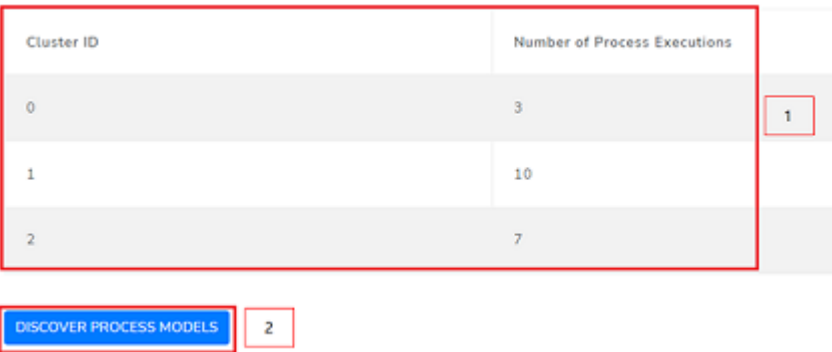 Cluster ID Number of Process Executions
0 3
1
1 10
2 7
DISCOVER PROCESS MODELS 2